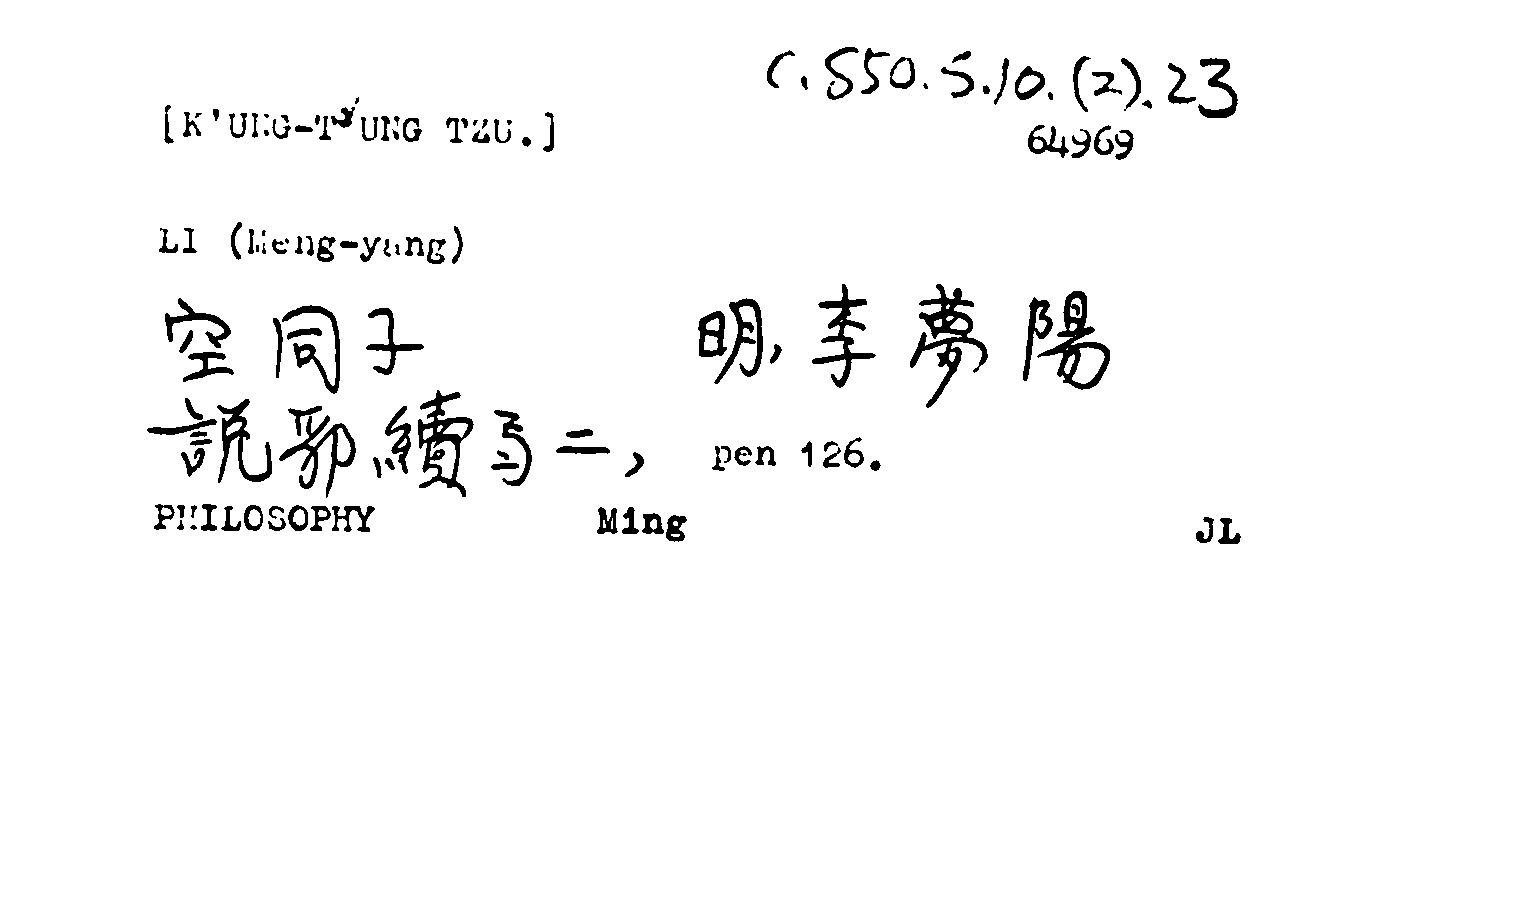 C.850.5.10.(2).23
[K'UNG-T'UNG TZU.]
64969
LI (Meng-yang)
空同子 明,李夢陽
說郛續弓二, pen 126.
PHILOSOPHY Ming JL